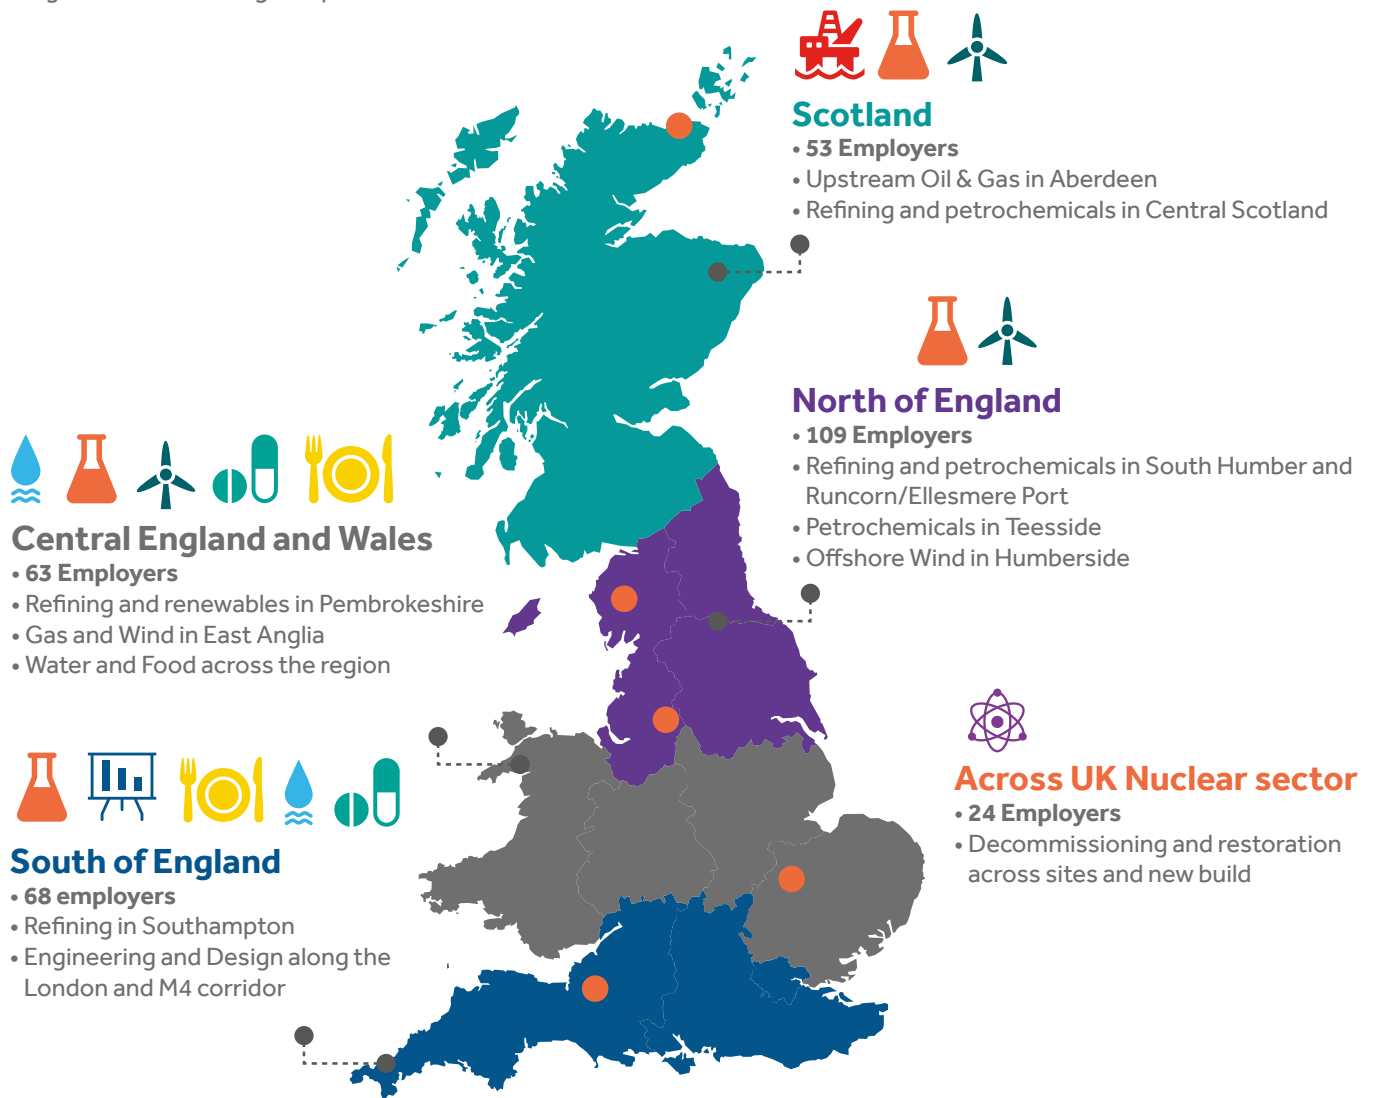 Scotland
• 53 Employers
• Upstream Oil & Gas in Aberdeen
• Refining and petrochemicals in Central Scotland
North of England
• 109 Employers
• Refining and petrochemicals in South Humber and
Runcorn/Ellesmere Port
• Petrochemicals in Teesside
• Offshore Wind in Humberside
Central England and Wales
• 63 Employers
• Refining and renewables in Pembrokeshire
• Gas and Wind in East Anglia
• Water and Food across the region
Across UK Nuclear sector
• 24 Employers
• Decommissioning and restoration
across sites and new build
South of England
• 68 employers
• Refining in Southampton
• Engineering and Design along the
London and M4 corridor